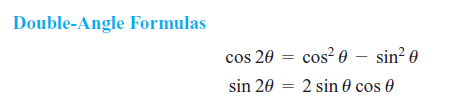 Double-Angle Formulas
cos 2θ = cos² θ − sin² θ
sin 2θ = 2 sin θ cos θ